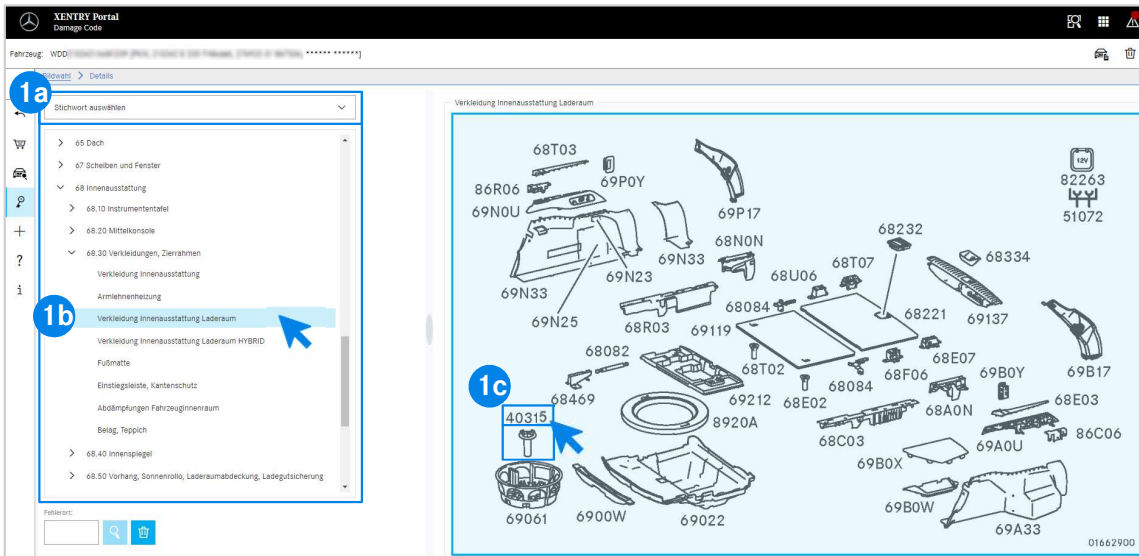 XENTRY Portal
Damage Code
Fahrzeug: WDD ****** ******]
Bildwahl > Details
1a
Stichwort auswählen
65 Dach
67 Scheiben und Fenster
68 Innenausstattung
68.10 Instrumententafel
68.20 Mittelkonsole
68.30 Verkleidungen, Zierrahmen
Verkleidung Innenausstattung
Armlehnenheizung
1b
Verkleidung Innenausstattung Laderaum
Verkleidung Innenausstattung Laderaum HYBRID
Fußmatte
Einstiegsleiste, Kantenschutz
Abdämpfungen Fahrzeuginnenraum
Belag, Teppich
68.40 Innenspiegel
68.50 Vorhang, Sonnenrollo, Laderaumabdeckung, Ladegutsicherung
Fehlerort:
?
i
Verkleidung Innenausstattung Laderaum
68T03
69P0Y
86R06
69N0U
69P17
12V
82263
51072
68232
69N33
68N0N
69N23
68U06
68T07
68334
69N33
68084
69N25
68R03
69119
68221
69137
68082
68T02
68084
68F06
68E07
69B0Y
69B17
1c
68469
69212
68E02
68A0N
68E03
40315
8920A
68C03
69A0U
86C06
69B0X
69061
6900W
69022
69B0W
69A33
01662900